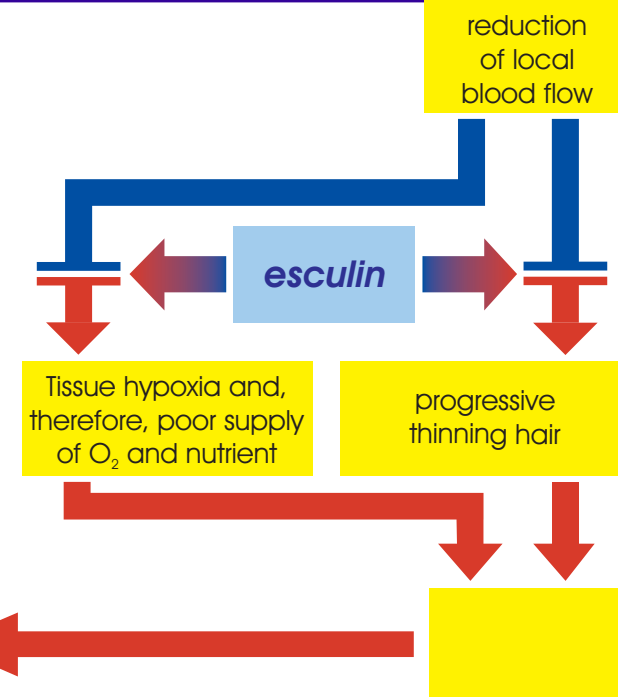 reduction
of local
blood flow
esculin
Tissue hypoxia and,
therefore, poor supply
of O₂ and nutrient
progressive
thinning hair